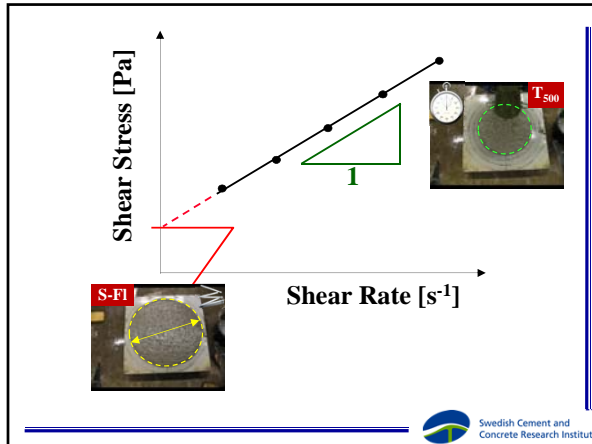 Shear Stress [Pa]
T500
1
S-Fl
Shear Rate [s-1]
Swedish Cement and
Concrete Research Institut